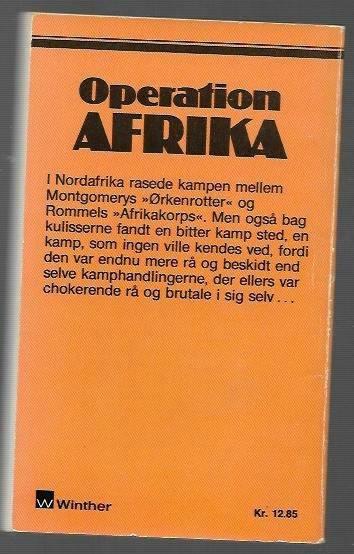 Operation
AFRIKA
I Nordafrika rasede kampen mellem
Montgomerys »Ørkenrotter« og
Rommels »Afrikakorps«. Men også bag
kulisserne fandt en bitter kamp sted, en
kamp, som ingen ville kendes ved, fordi
den var endnu mere rå og beskidt end
selve kamphandlingerne, der ellers var
chokerende rå og brutale i sig selv...
W Winther
Kr. 12.85